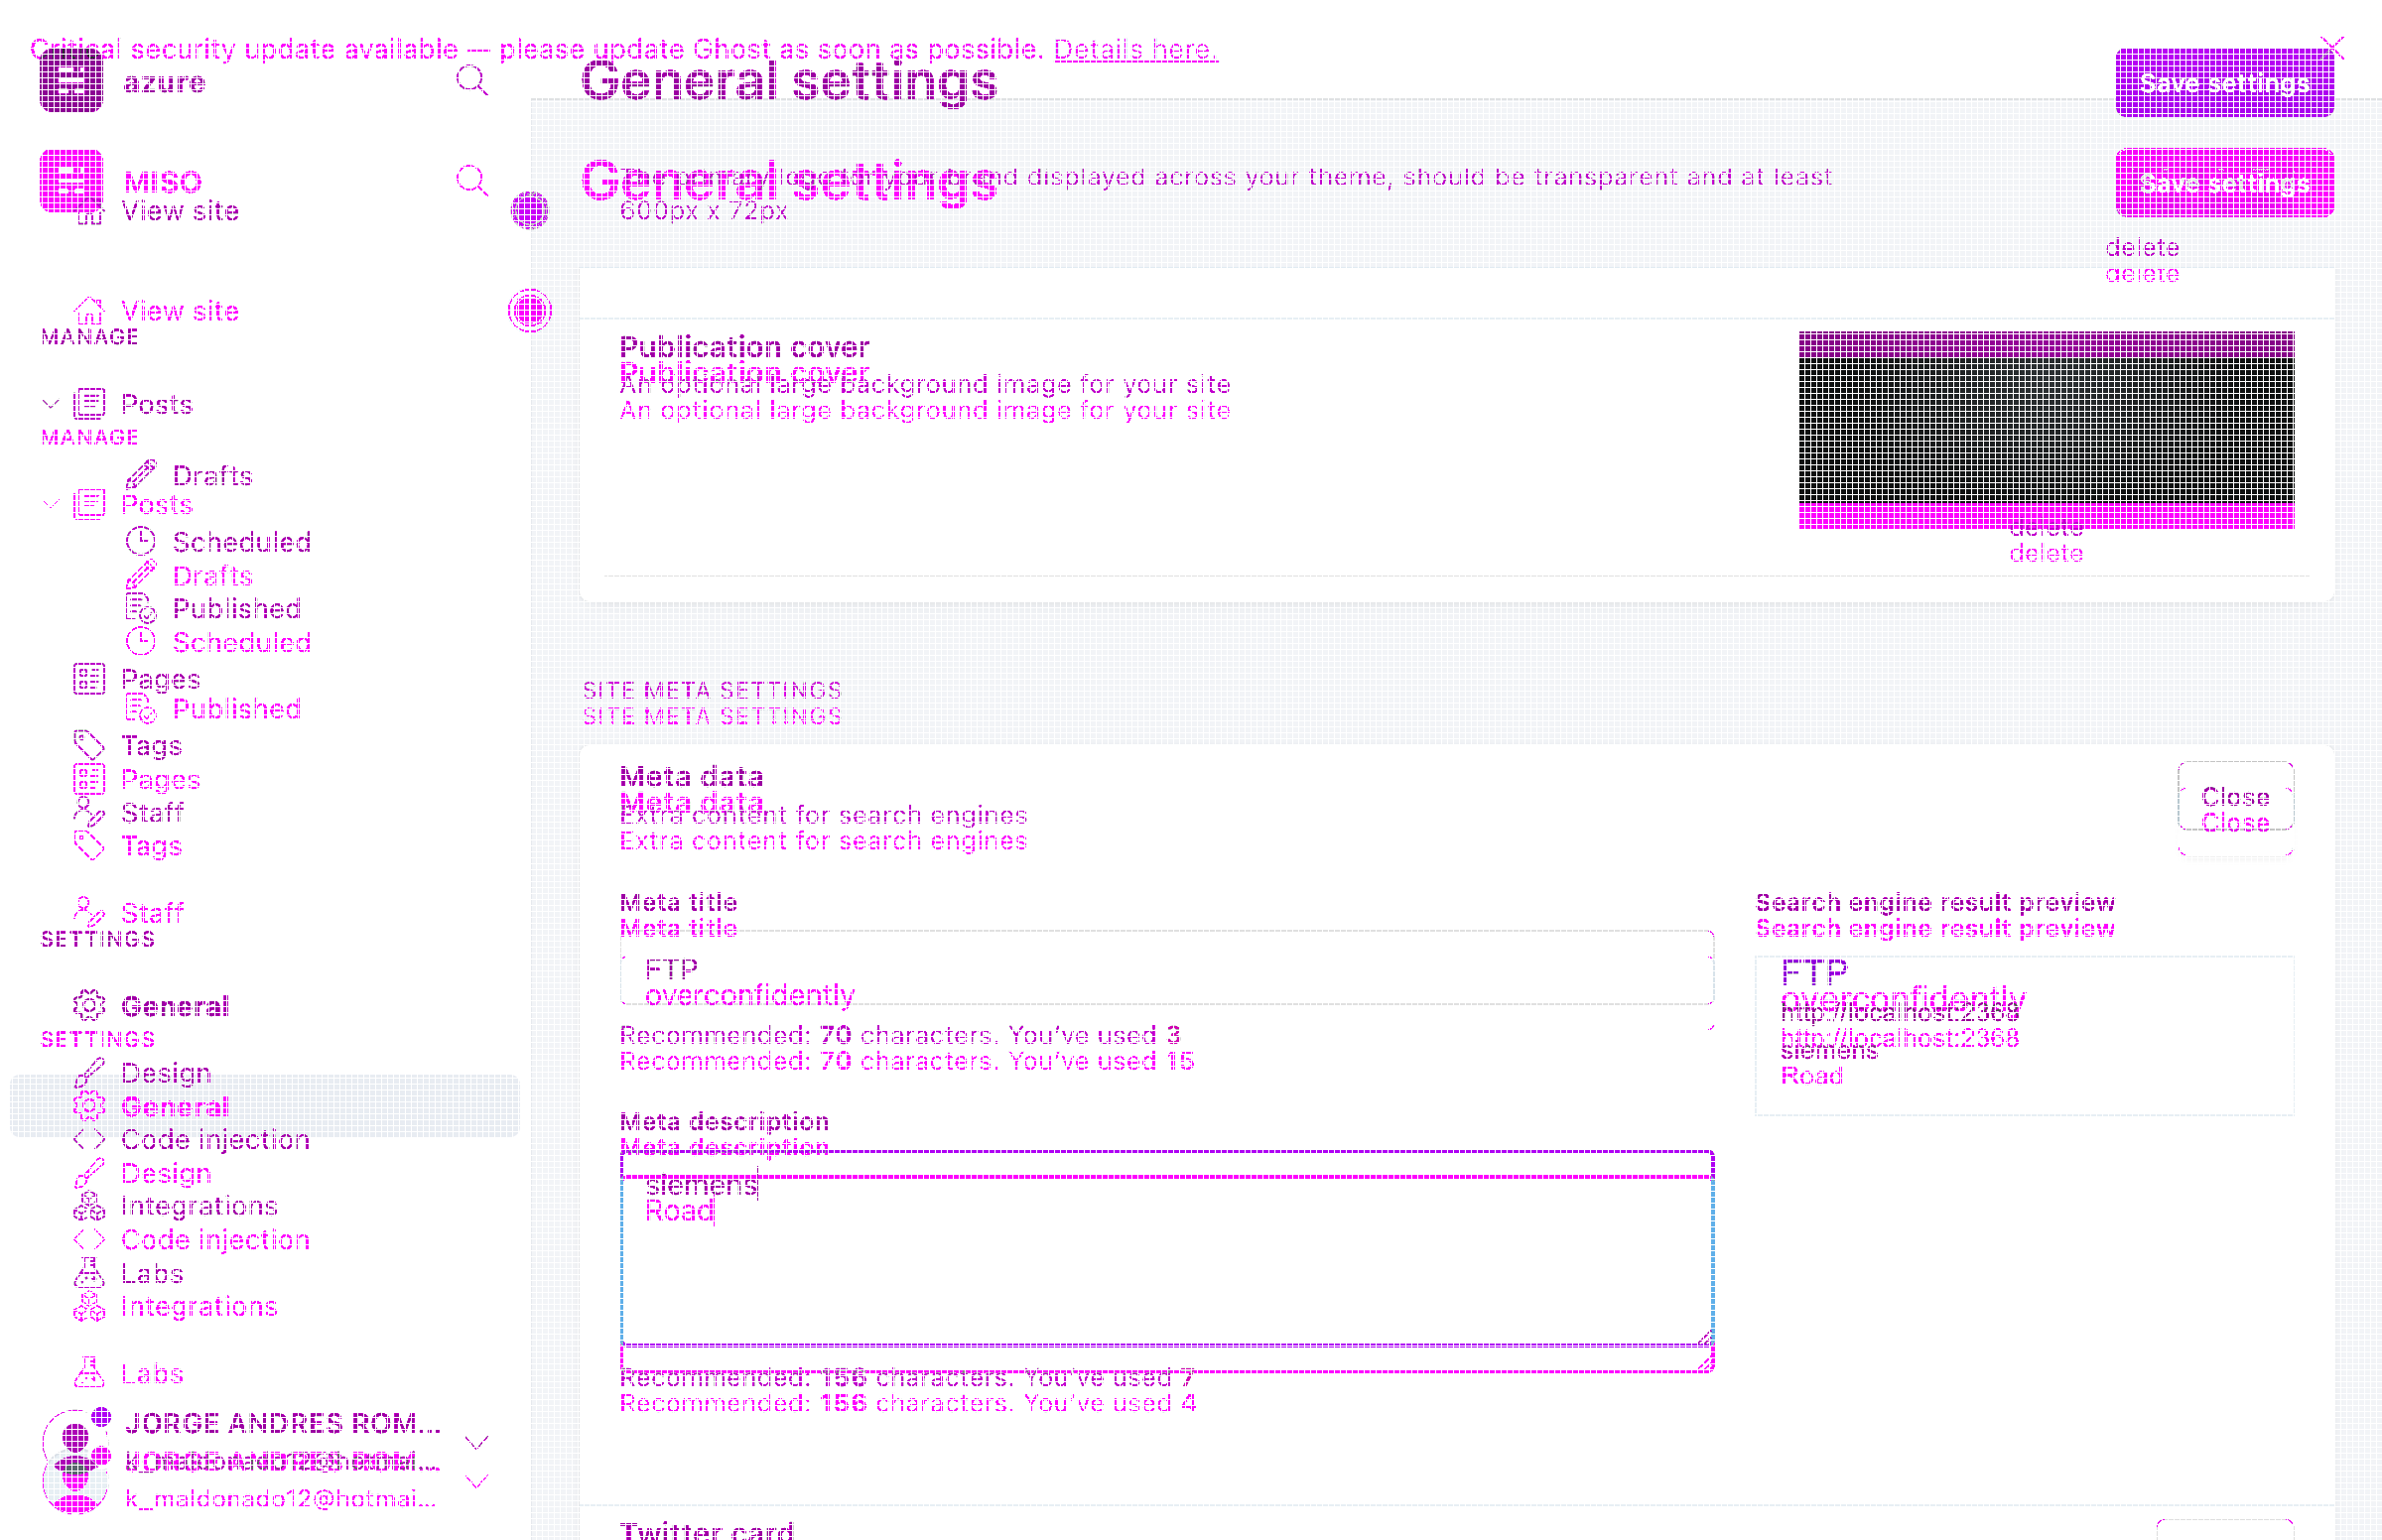 Critical security update available — please update Ghost as soon as possible. Details here.
azure
General settings
Save settings
MISO
General settings
Save settings
displayed across your theme, should be transparent and at least
600px x 72px
View site
delete
delete
View site
MANAGE
Publication cover
Publication cover
An optional large background image for your site
An optional large background image for your site
Posts
MANAGE
Drafts
Posts
Scheduled
delete
delete
Drafts
Published
Scheduled
Pages
Published
SITE META SETTINGS
SITE META SETTINGS
Tags
Pages
Staff
Tags
Meta data
Meta data
Extra content for search engines
Extra content for search engines
Close
Close
Staff
SETTINGS
Meta title
Meta title
FTP
overconfidently
Recommended: 70 characters. You've used 3
Recommended: 70 characters. You've used 15
Search engine result preview
Search engine result preview
FTP
overconfidently
http://localhost:2369
http://localhost:2368
siemens
Road
General
SETTINGS
Design
General
Code injection
Design
Integrations
Code injection
Labs
Integrations
Labs
Meta description
Meta description
siemens
Road
Recommended: 156 characters. You've used 7
Recommended: 156 characters. You've used 4
JORGE ANDRES ROM...
k_maldonado12@hotmai...
Twitter card